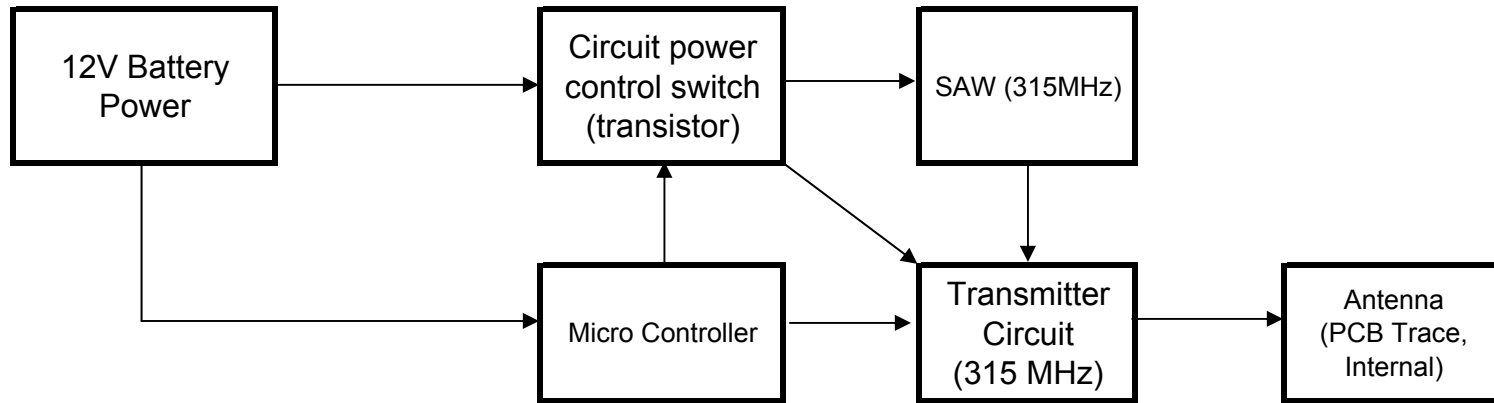 12V Battery
Power
Circuit power
control switch
(transistor)
SAW (315MHz)
Micro Controller
Transmitter
Circuit
(315 MHz)
Antenna
(PCB Trace,
Internal)